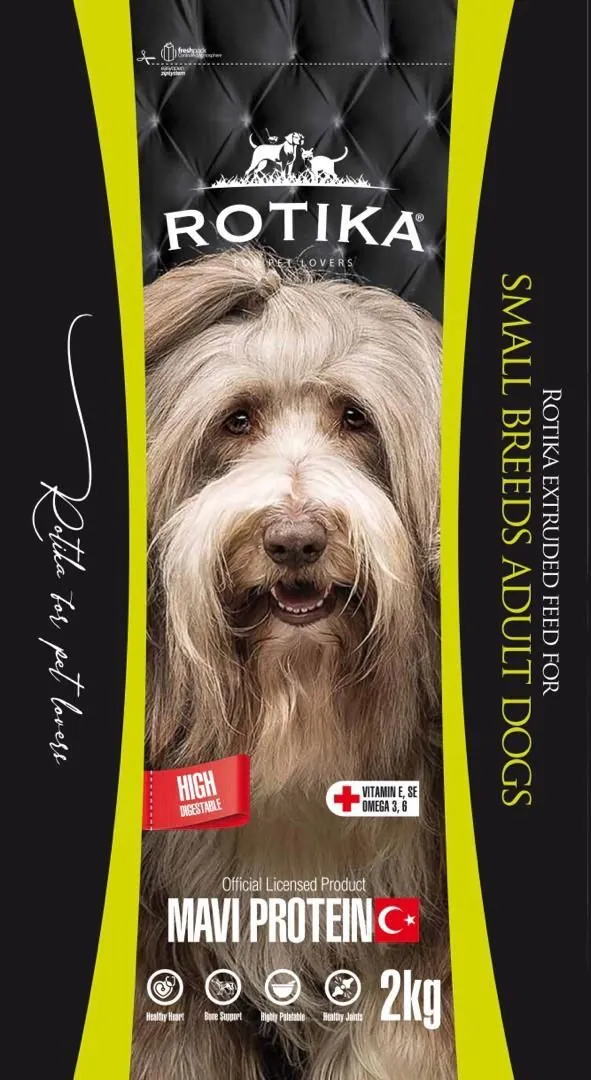 freshpack
easyopen
zipsystem
ROTIKA®
FOR PET LOVERS
Rotika for pet lovers
ROTIKA EXTRUDED FEED FOR
SMALL BREEDS ADULT DOGS
HIGH
DIGESTABLE
VITAMIN E, SE
OMEGA 3, 6
Official Licensed Product
MAVI PROTEIN
Healthy Heart
Bone Support
Highly Palatable
Healthy Joints
2kg